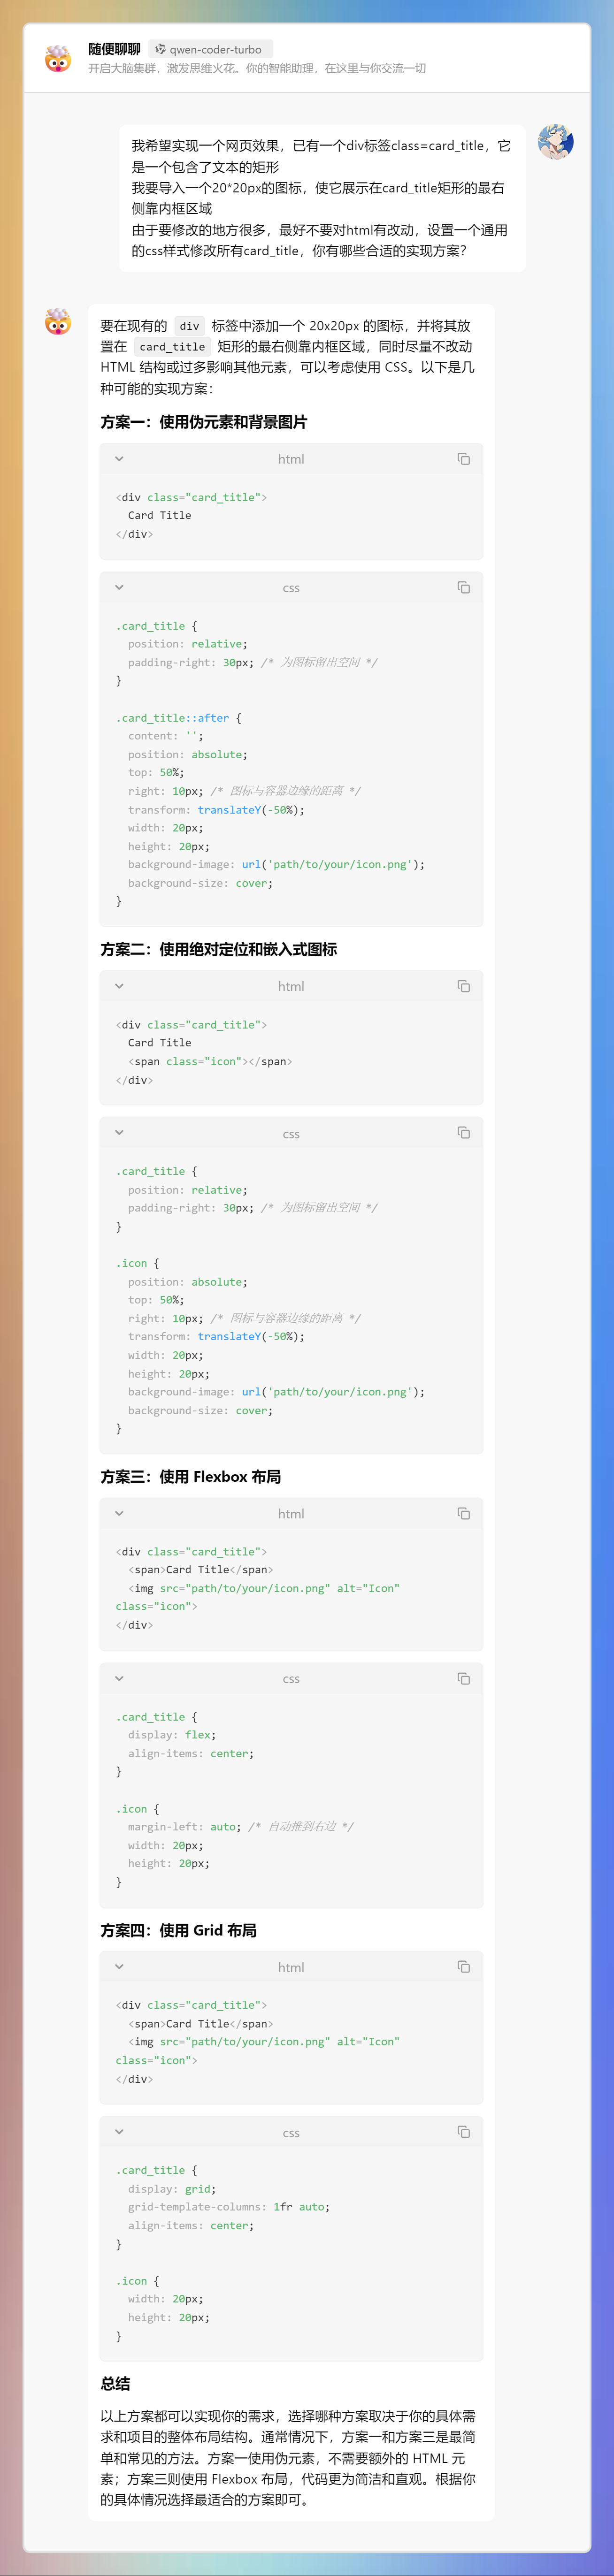 随便聊聊 qwen-coder-turbo
开启大脑集群，激发思维火花。你的智能助理，在这里与你交流一切
我希望实现一个网页效果，已有一个div标签class=card_title，它
是一个包含了文本的矩形
我要导入一个20*20px的图标，使它展示在card_title矩形的最右
侧靠内框区域
由于要修改的地方很多，最好不要对html有改动，设置一个通用
的css样式修改所有card_title，你有哪些合适的实现方案？
要在现有的 div 标签中添加一个 20x20px 的图标，并将其放
置在 card_title 矩形的最右侧靠内框区域，同时尽量不改动
HTML 结构或过多影响其他元素，可以考虑使用 CSS。以下是几
种可能的实现方案：
方案一：使用伪元素和背景图片
html
<div class="card_title">
  Card Title
</div>
css
.card_title {
  position: relative;
  padding-right: 30px; /* 为图标留出空间 */
}
.card_title::after {
  content: '';
  position: absolute;
  top: 50%;
  right: 10px; /* 图标与容器边缘的距离 */
  transform: translateY(-50%);
  width: 20px;
  height: 20px;
  background-image: url('path/to/your/icon.png');
  background-size: cover;
}
方案二：使用绝对定位和嵌入式图标
html
<div class="card_title">
  Card Title
  <span class="icon"></span>
</div>
css
.card_title {
  position: relative;
  padding-right: 30px; /* 为图标留出空间 */
}
.icon {
  position: absolute;
  top: 50%;
  right: 10px; /* 图标与容器边缘的距离 */
  transform: translateY(-50%);
  width: 20px;
  height: 20px;
  background-image: url('path/to/your/icon.png');
  background-size: cover;
}
方案三：使用 Flexbox 布局
html
<div class="card_title">
  <span>Card Title</span>
  <img src="path/to/your/icon.png" alt="Icon"
class="icon">
</div>
css
.card_title {
  display: flex;
  align-items: center;
}
.icon {
  margin-left: auto; /* 自动推到右边 */
  width: 20px;
  height: 20px;
}
方案四：使用 Grid 布局
html
<div class="card_title">
  <span>Card Title</span>
  <img src="path/to/your/icon.png" alt="Icon"
class="icon">
</div>
css
.card_title {
  display: grid;
  grid-template-columns: 1fr auto;
  align-items: center;
}
.icon {
  width: 20px;
  height: 20px;
}
总结
以上方案都可以实现你的需求，选择哪种方案取决于你的具体需
求和项目的整体布局结构。通常情况下，方案一和方案三是最简
单和常见的方法。方案一使用伪元素，不需要额外的 HTML 元
素；方案三则使用 Flexbox 布局，代码更为简洁和直观。根据你
的具体情况选择最适合的方案即可。